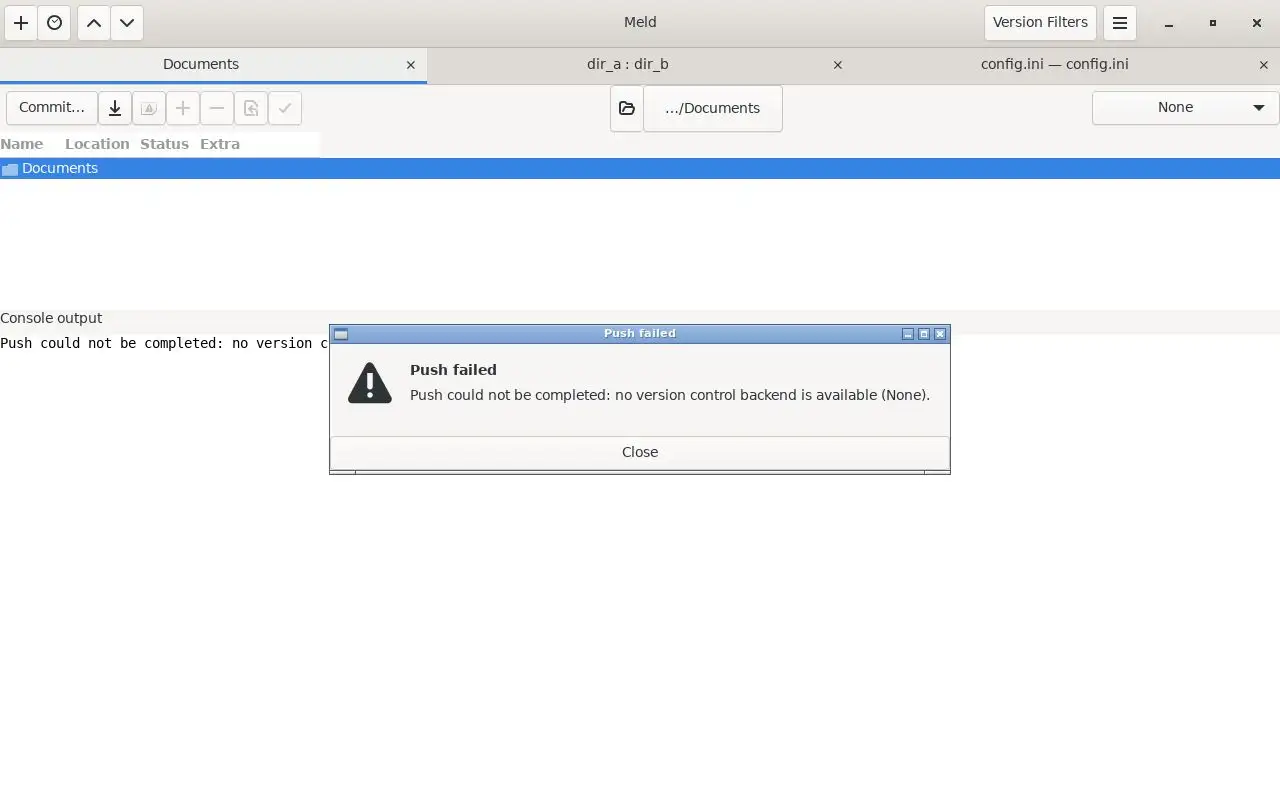 Meld
Version Filters
Documents
dir_a : dir_b
config.ini — config.ini
Commit...
.../Documents
None
Name Location Status Extra
Documents
Console output
Push could not be completed: no version c
Push failed
Push failed
Push could not be completed: no version control backend is available (None).
Close